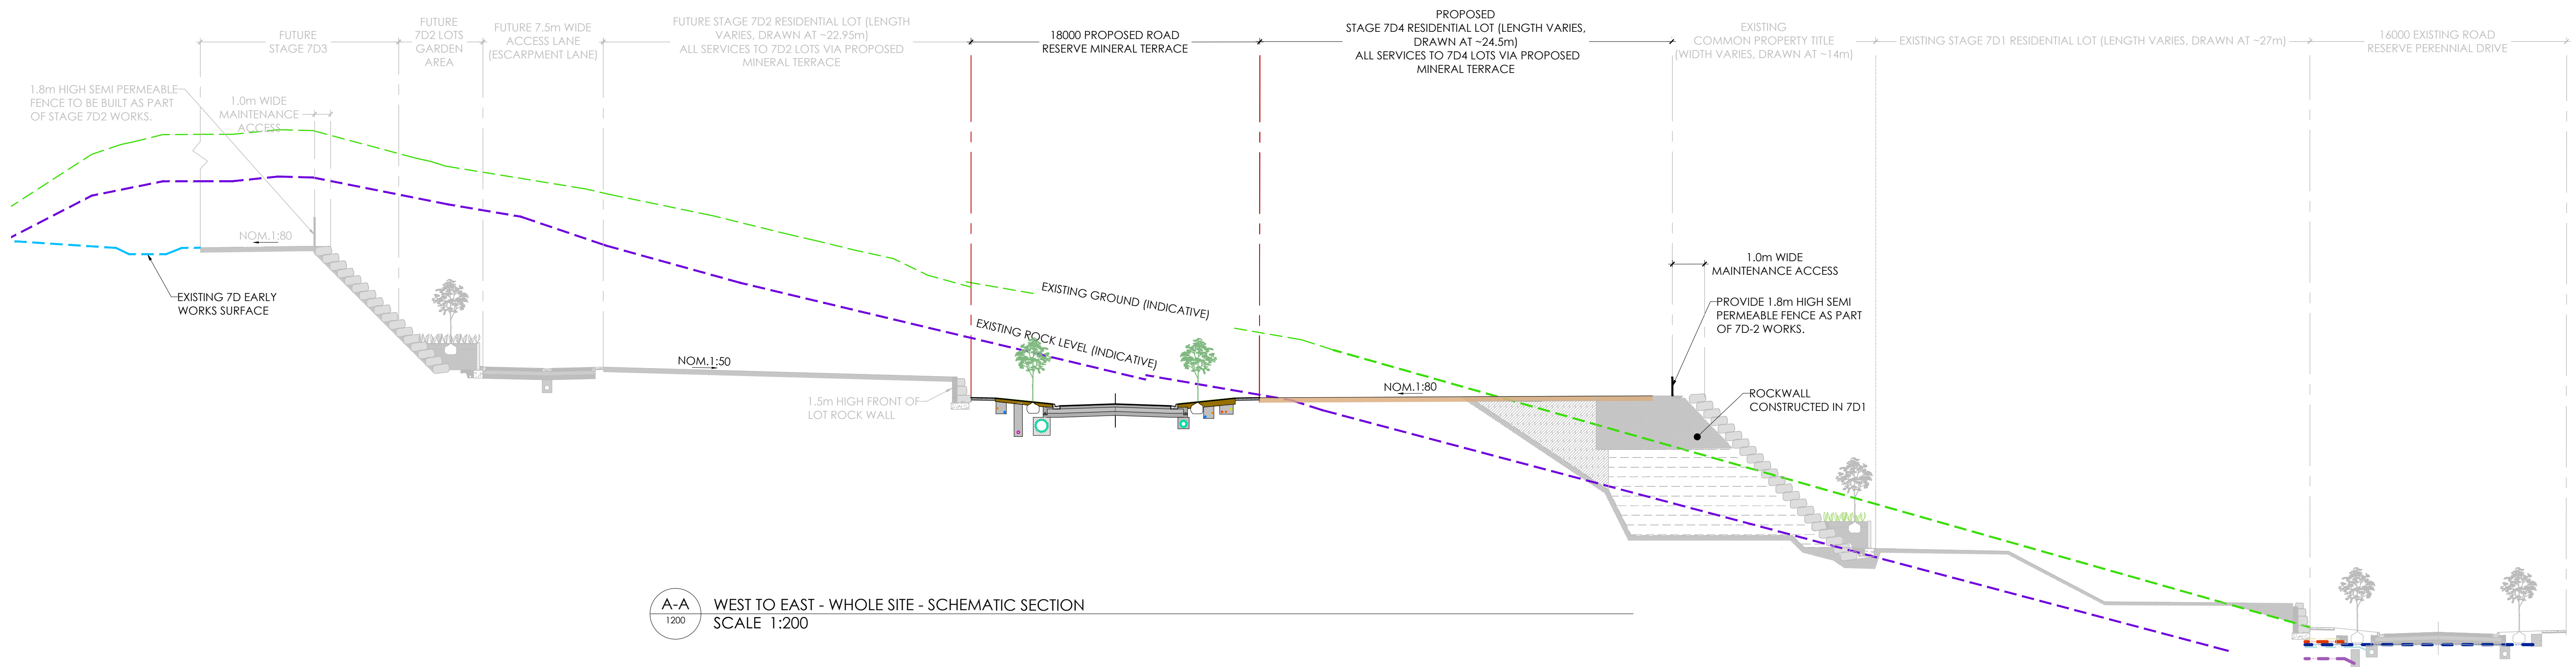 FUTURE
STAGE 7D3
FUTURE
7D2 LOTS
GARDEN
AREA
FUTURE 7.5m WIDE
ACCESS LANE
(ESCARPMENT LANE)
FUTURE STAGE 7D2 RESIDENTIAL LOT (LENGTH
VARIES, DRAWN AT ~22.95m)
ALL SERVICES TO 7D2 LOTS VIA PROPOSED
MINERAL TERRACE
18000 PROPOSED ROAD
RESERVE MINERAL TERRACE
PROPOSED
STAGE 7D4 RESIDENTIAL LOT (LENGTH VARIES,
DRAWN AT ~24.5m)
ALL SERVICES TO 7D4 LOTS VIA PROPOSED
MINERAL TERRACE
EXISTING
COMMON PROPERTY TITLE
(WIDTH VARIES, DRAWN AT ~14m)
EXISTING STAGE 7D1 RESIDENTIAL LOT (LENGTH VARIES, DRAWN AT ~27m)
16000 EXISTING ROAD
RESERVE PERENNIAL DRIVE
1.8m HIGH SEMI PERMEABLE
FENCE TO BE BUILT AS PART
OF STAGE 7D2 WORKS.
1.0m WIDE
MAINTENANCE
ACCESS
NOM.1:80
EXISTING 7D EARLY
WORKS SURFACE
NOM.1:50
1.5m HIGH FRONT OF
LOT ROCK WALL
EXISTING GROUND (INDICATIVE)
EXISTING ROCK LEVEL (INDICATIVE)
NOM.1:80
1.0m WIDE
MAINTENANCE ACCESS
PROVIDE 1.8m HIGH SEMI
PERMEABLE FENCE AS PART
OF 7D-2 WORKS.
ROCKWALL
CONSTRUCTED IN 7D1
A-A
1200
WEST TO EAST - WHOLE SITE - SCHEMATIC SECTION
SCALE 1:200